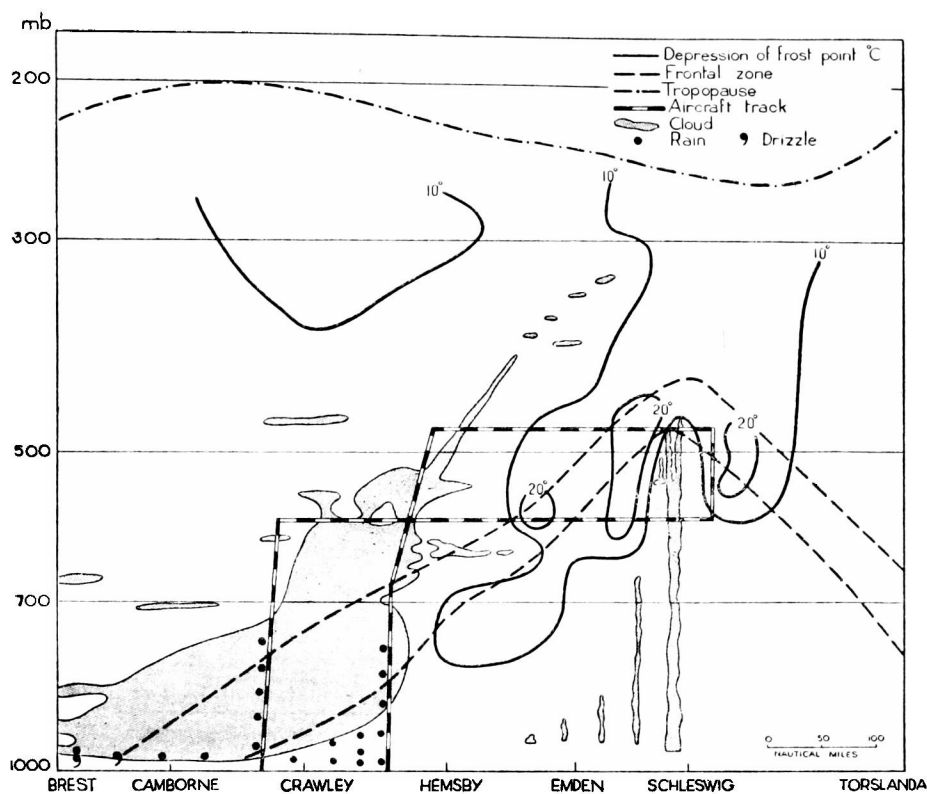 mb
200
300
500
700
1000
Depression of frost point °C
Frontal zone
Tropopause
Aircraft track
Cloud
Rain Drizzle
10°
10°
10°
20°
20°
20°
0 50 100
NAUTICAL MILES
BREST CAMBORNE CRAWLEY HEMSBY EMDEN SCHLESWIG TORSLANDA